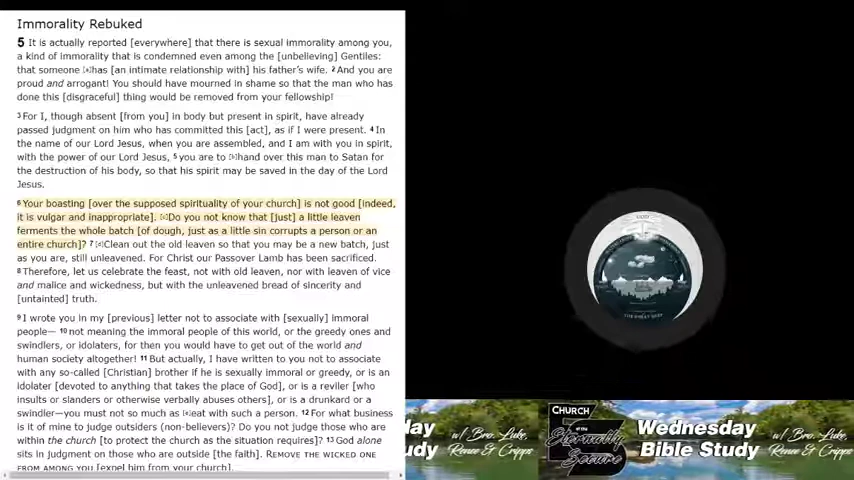 Immorality Rebuked
5 It is actually reported [everywhere] that there is sexual immorality among you,
a kind of immorality that is condemned even among the [unbelieving] Gentiles:
that someone [a]has [an intimate relationship with] his father's wife. 2 And you are
proud and arrogant! You should have mourned in shame so that the man who has
done this [disgraceful] thing would be removed from your fellowship!
3 For I, though absent [from you] in body but present in spirit, have already
passed judgment on him who has committed this [act], as if I were present. 4 In
the name of our Lord Jesus, when you are assembled, and I am with you in spirit,
with the power of our Lord Jesus, 5 you are to [b]hand over this man to Satan for
the destruction of his body, so that his spirit may be saved in the day of the Lord
Jesus.
6 Your boasting [over the supposed spirituality of your church] is not good [indeed,
it is vulgar and inappropriate]. [c]Do you not know that [just] a little leaven
ferments the whole batch [of dough, just as a little sin corrupts a person or an
entire church]? 7 [d]Clean out the old leaven so that you may be a new batch, just
as you are, still unleavened. For Christ our Passover Lamb has been sacrificed.
8 Therefore, let us celebrate the feast, not with old leaven, nor with leaven of vice
and malice and wickedness, but with the unleavened bread of sincerity and
[untainted] truth.
9 I wrote you in my [previous] letter not to associate with [sexually] immoral
people— 10 not meaning the immoral people of this world, or the greedy ones and
swindlers, or idolaters, for then you would have to get out of the world and
human society altogether! 11 But actually, I have written to you not to associate
with any so-called [Christian] brother if he is sexually immoral or greedy, or is an
idolater [devoted to anything that takes the place of God], or is a reviler [who
insults or slanders or otherwise verbally abuses others], or is a drunkard or a
swindler—you must not so much as [e]eat with such a person. 12 For what business
is it of mine to judge outsiders (non-believers)? Do you not judge those who are
within the church [to protect the church as the situation requires]? 13 God alone
sits in judgment on those who are outside [the faith]. REMOVE THE WICKED ONE
FROM AMONG YOU [expel him from your church].
GOD
THE GREAT DEEP
day
Study
w/ Bro. Luke,
Renee & Cripps
CHURCH
of the
Eternally
Secure
Wednesday
Bible Study
w/ Bro. Luke,
Renee & Cripps